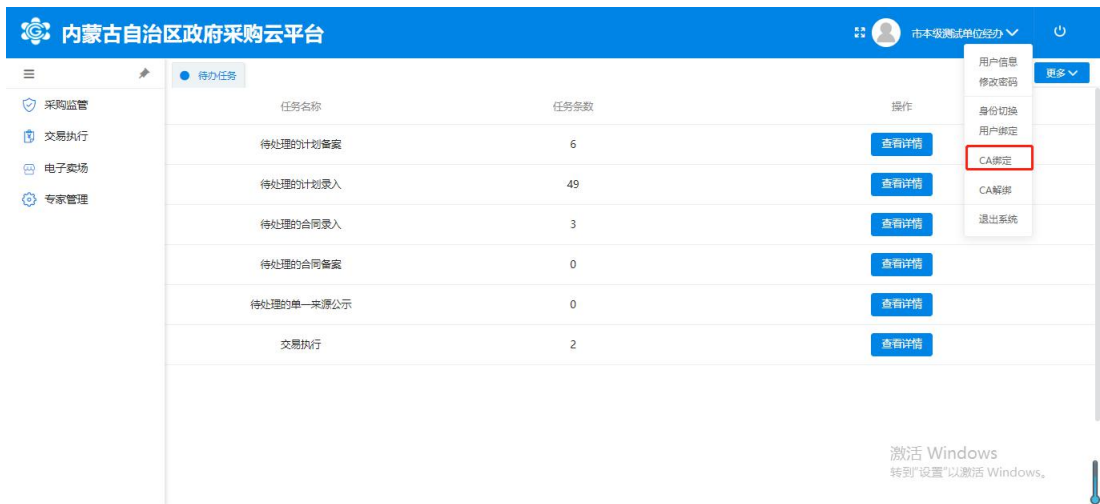 内蒙古自治区政府采购云平台
市本级测试单位经办
用户信息
修改密码
身份切换
用户绑定
CA绑定
CA解绑
退出系统
待办任务
更多
采购监管
交易执行
电子卖场
专家管理
任务名称 任务条数 操作
待处理的计划备案 6 查看详情
待处理的计划录入 49 查看详情
待处理的合同录入 3 查看详情
待处理的合同备案 0 查看详情
待处理的单一来源公示 0 查看详情
交易执行 2 查看详情
激活 Windows
转到"设置"以激活 Windows。